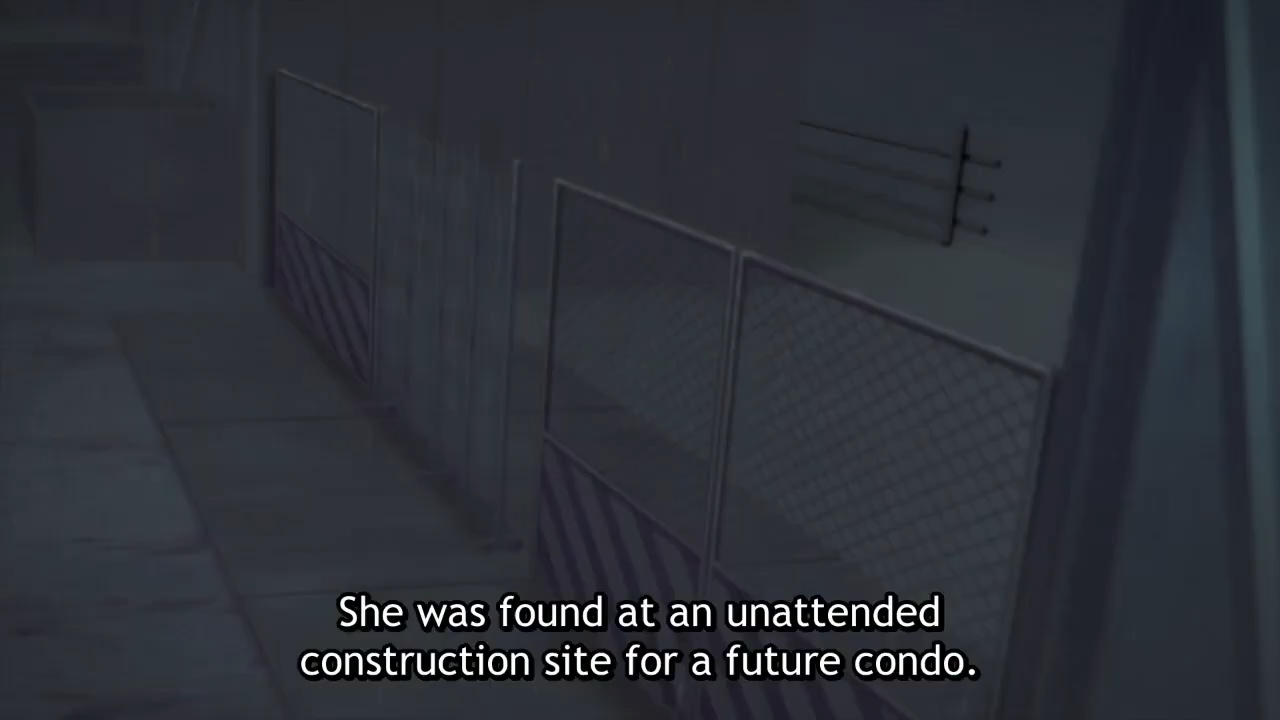 She was found at an unattended
construction site for a future condo.